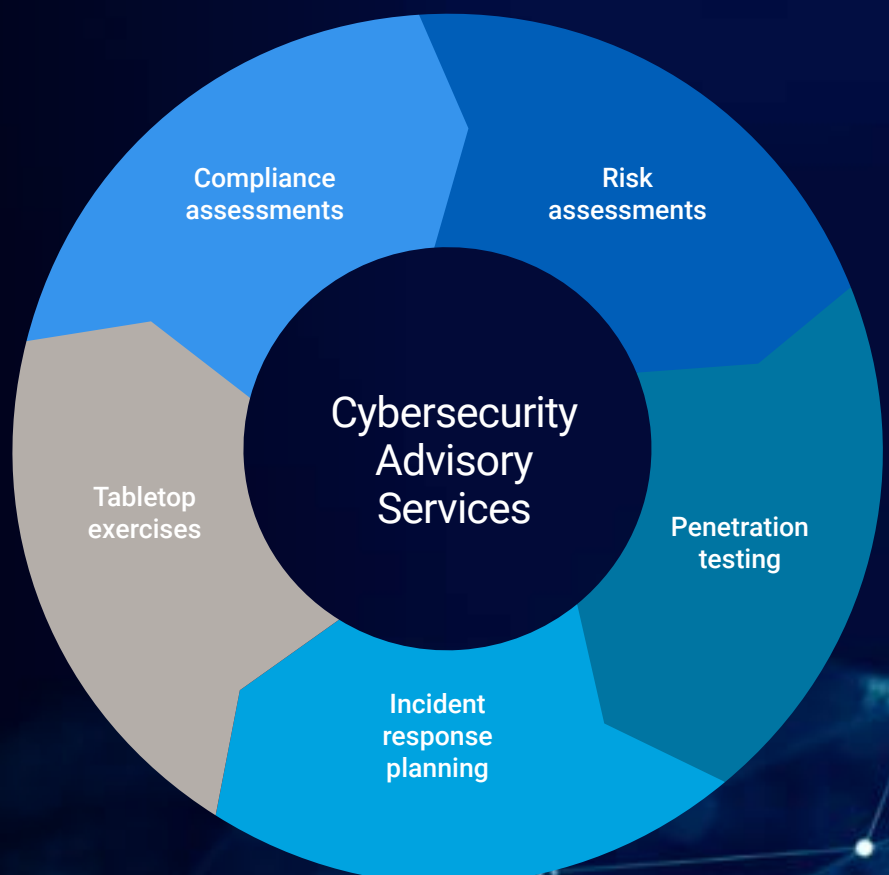 Compliance
assessments
Risk
assessments
Cybersecurity
Advisory
Services
Tabletop
exercises
Penetration
testing
Incident
response
planning